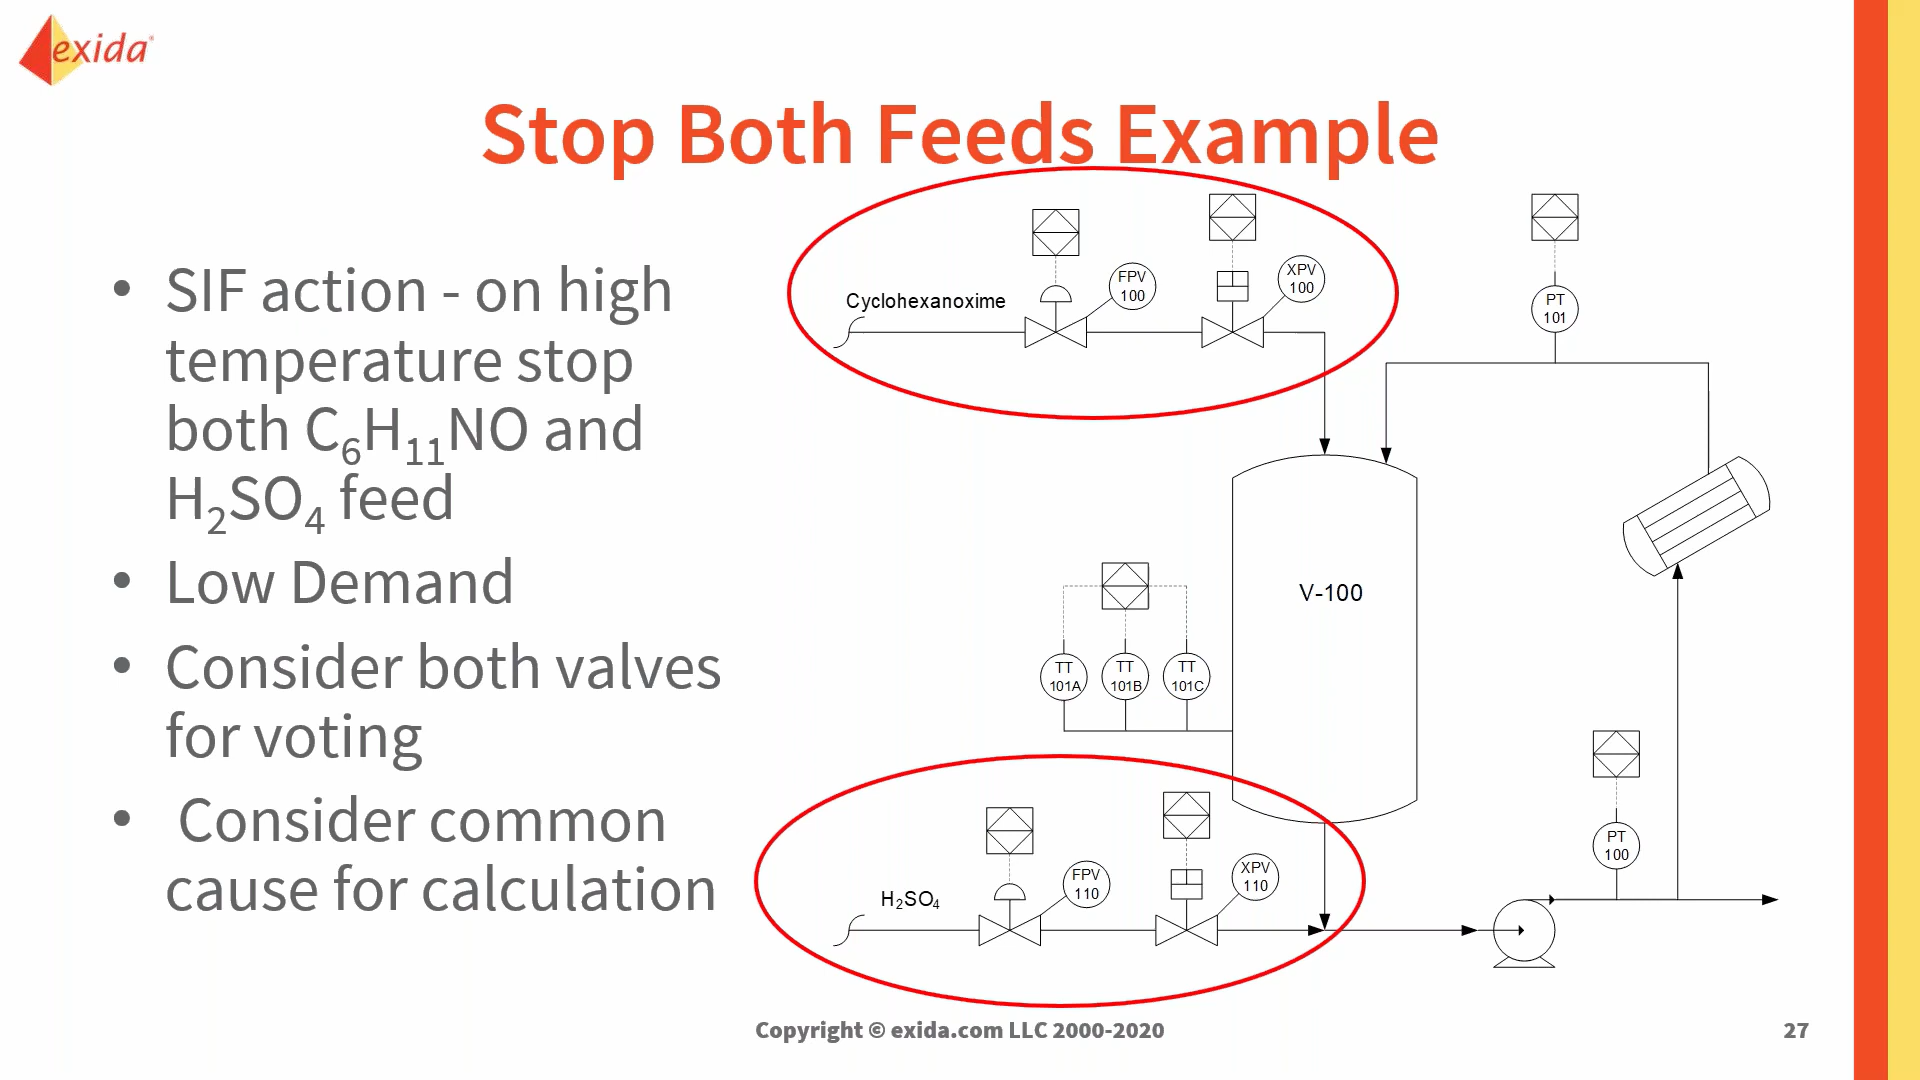 exida
Stop Both Feeds Example
• SIF action - on high
temperature stop
both C₆H₁₁NO and
H₂SO₄ feed
• Low Demand
• Consider both valves
for voting
• Consider common
cause for calculation
Cyclohexanoxime
FPV
100
XPV
100
PT
101
V-100
TT
101A
TT
101B
TT
101C
H₂SO₄
FPV
110
XPV
110
PT
100
Copyright © exida.com LLC 2000-2020
27